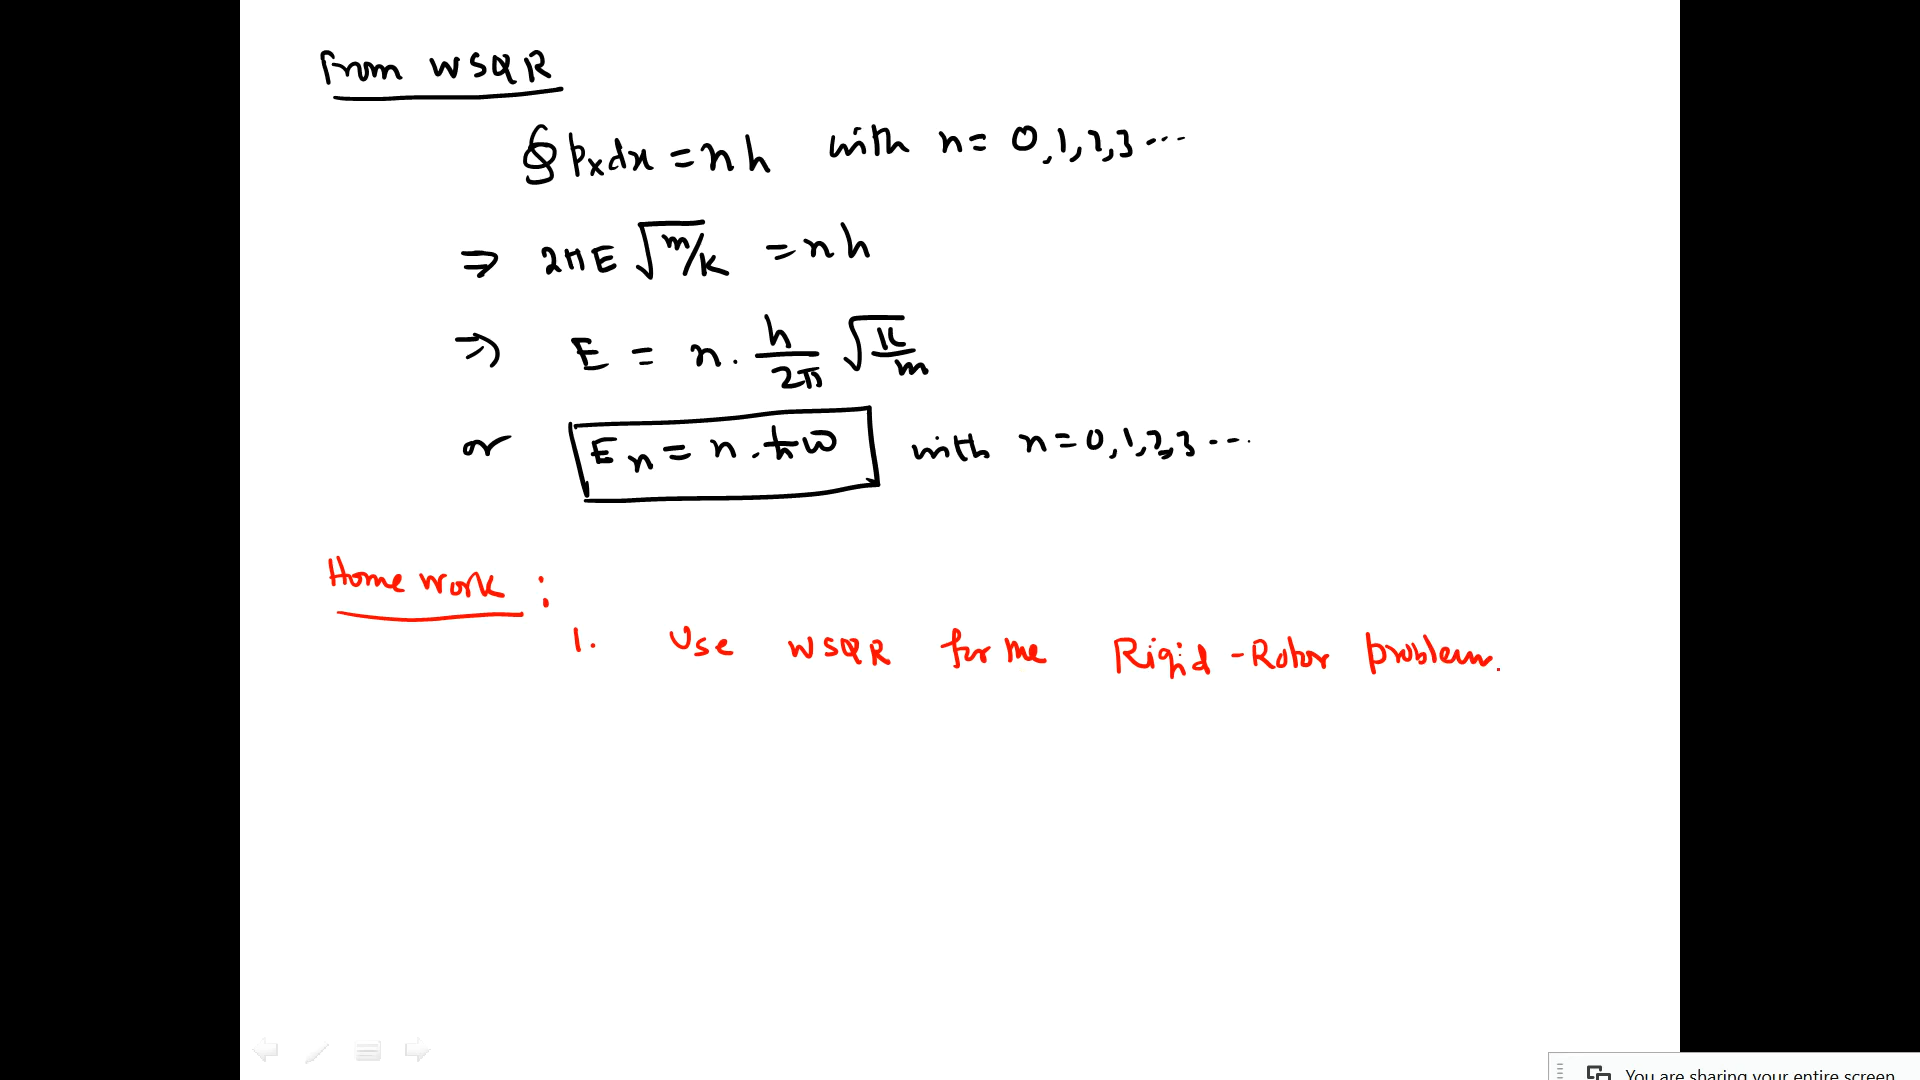 From WSQR
∮ pₓdx = nh with n = 0,1,2,3 ...
⇒ 2πE √m/k = nh
⇒ E = n . h/2π √k/m
or Eₙ = n . ħω with n = 0,1,2,3 ...
Home work :
1. Use WSQR for the Rigid-Rotor problem.
You are sharing your entire screen